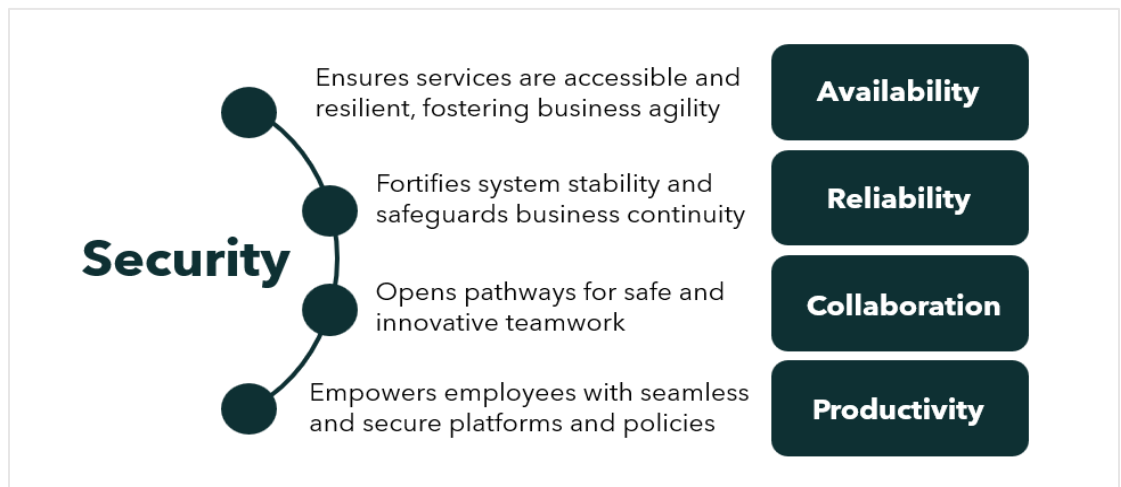 Ensures services are accessible and
resilient, fostering business agility
Availability
Fortifies system stability and
safeguards business continuity
Reliability
Security
Opens pathways for safe and
innovative teamwork
Collaboration
Empowers employees with seamless
and secure platforms and policies
Productivity